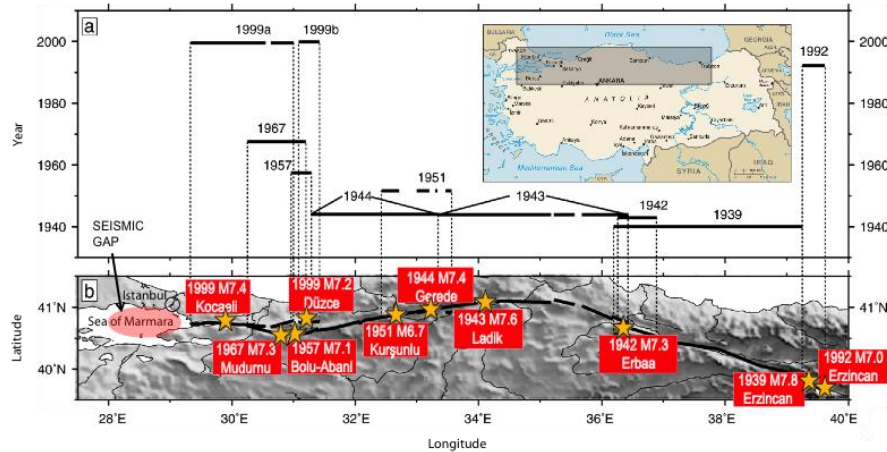 a
1999a
1999b
1992
1967
1957
1951
1944
1943
1942
1939
2000
1980
1960
1940
Year
SEISMIC
GAP
BULGARIA
Black Sea
GEORGIA
ANKARA
ANATOLIA
Mediterranean Sea
SYRIA
IRAQ
b
Istanbul
Sea of Marmara
1999 M7.4
Kocaeli
1999 M7.2
Düzce
1944 M7.4
Gerede
1967 M7.3
Mudurnu
1957 M7.1
Bolu-Abant
1951 M6.7
Kurşunlu
1943 M7.6
Ladik
1942 M7.3
Erbaa
1939 M7.8
Erzincan
1992 M7.0
Erzincan
41°N
40°N
41°N
40°N
Latitude
28°E
30°E
32°E
34°E
36°E
38°E
40°E
Longitude